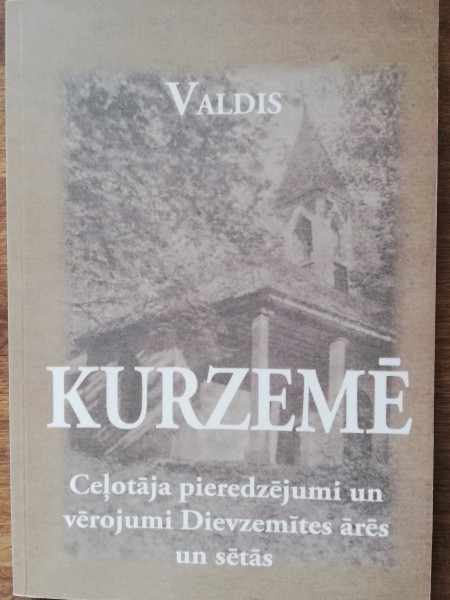 VALDIS
KURZEMĒ
Ceļotāja pieredzējumi un
vērojumi Dievzemītes ārēs
un sētās